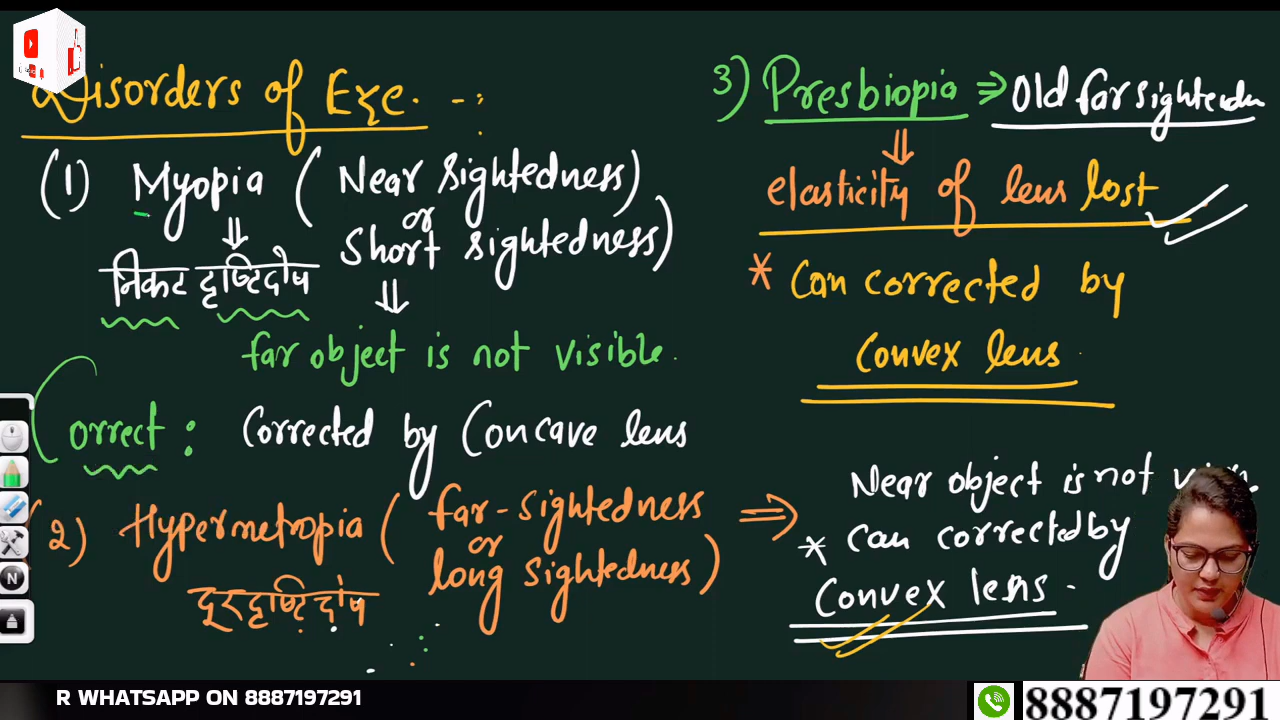 Disorders of Eye. -:
(1) Myopia ( Near sightedness)
or
Short sightedness)
निकट दृष्टिदोष
far object is not visible.
Correct: Corrected by Concave lens
2) Hypermetropia ( far-sightedness
or
long sightedness)
दूरदृष्टि दोष
3) Presbiopia ⇒ Old far
elasticity of lens lost
* Can corrected by
Convex lens
⇒ Near object is not
* can corrected by
Convex lens.
N
R WHATSAPP ON 8887197291
8887197291